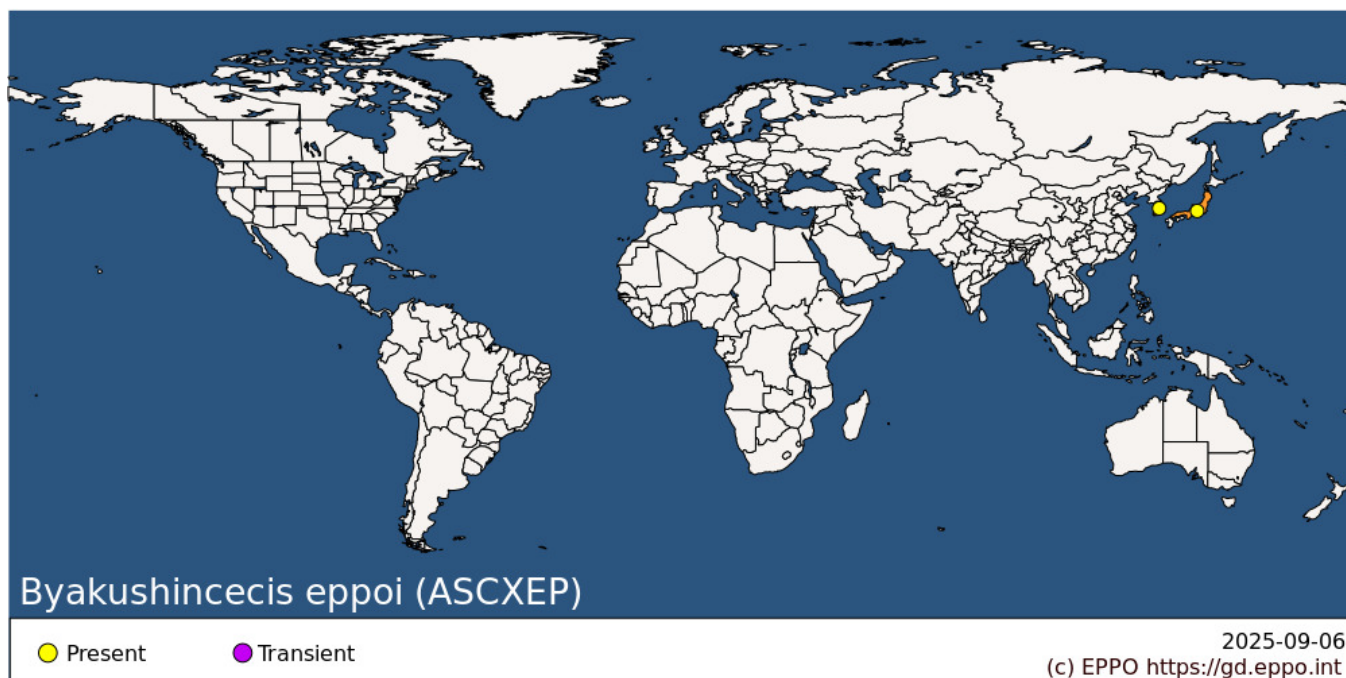 Byakushincecis eppoi (ASCXEP)
Present
Transient
2025-09-06
(c) EPPO https://gd.eppo.int